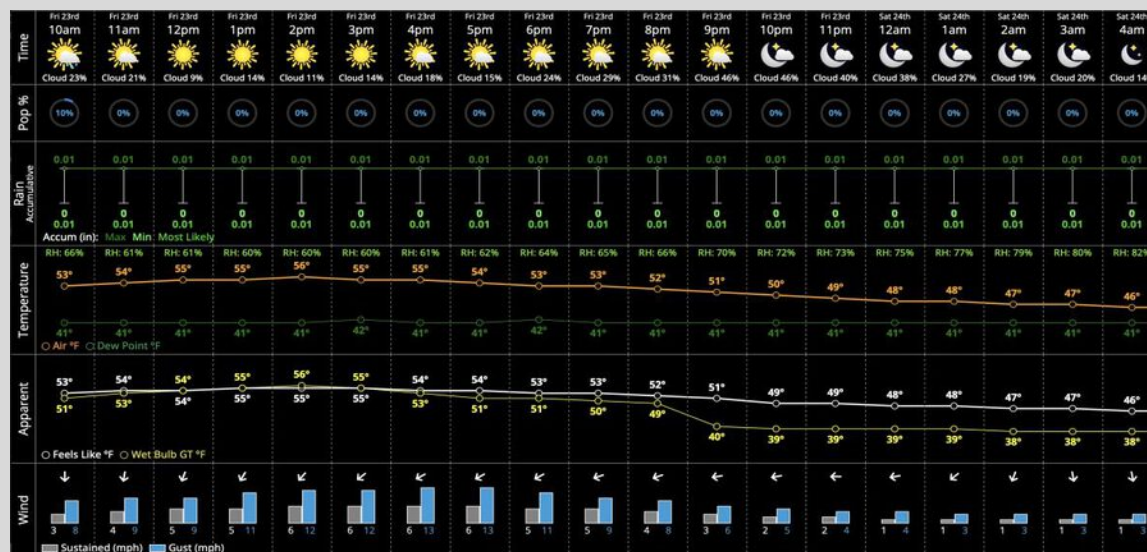 Time
Fri 23rd Fri 23rd Fri 23rd Fri 23rd Fri 23rd Fri 23rd Fri 23rd Fri 23rd Fri 23rd Fri 23rd Fri 23rd Fri 23rd Fri 23rd Fri 23rd Sat 24th Sat 24th Sat 24th Sat 24th Sat 24th
10am 11am 12pm 1pm 2pm 3pm 4pm 5pm 6pm 7pm 8pm 9pm 10pm 11pm 12am 1am 2am 3am 4am
Cloud 23% Cloud 21% Cloud 9% Cloud 14% Cloud 11% Cloud 14% Cloud 18% Cloud 15% Cloud 24% Cloud 29% Cloud 31% Cloud 46% Cloud 46% Cloud 40% Cloud 38% Cloud 27% Cloud 19% Cloud 20% Cloud 14
Pop %
10% 0% 0% 0% 0% 0% 0% 0% 0% 0% 0% 0% 0% 0% 0% 0% 0% 0% 0%
Rain
Accumulative
0.01 0.01 0.01 0.01 0.01 0.01 0.01 0.01 0.01 0.01 0.01 0.01 0.01 0.01 0.01 0.01 0.01 0.01 0.01
0 0 0 0 0 0 0 0 0 0 0 0 0 0 0 0 0 0 0
0.01 0.01 0.01 0.01 0.01 0.01 0.01 0.01 0.01 0.01 0.01 0.01 0.01 0.01 0.01 0.01 0.01 0.01 0.01
Accum (in): Max Min Most Likely
Temperature
RH: 66% RH: 61% RH: 61% RH: 60% RH: 60% RH: 60% RH: 61% RH: 62% RH: 64% RH: 65% RH: 66% RH: 70% RH: 72% RH: 73% RH: 75% RH: 77% RH: 79% RH: 80% RH: 82%
53° 54° 55° 55° 56° 55° 55° 54° 53° 53° 52° 51° 50° 49° 48° 48° 47° 47° 46°
41° 41° 41° 41° 41° 42° 41° 41° 42° 41° 41° 41° 41° 41° 41° 41° 41° 41° 41°
Air °F Dew Point °F
Apparent
53° 54° 54° 55° 56° 55° 54° 54° 53° 53° 52° 51° 49° 49° 48° 48° 47° 47° 46°
51° 53° 54° 55° 55° 55° 53° 51° 51° 50° 49° 40° 39° 39° 39° 39° 38° 38° 38°
Feels Like °F Wet Bulb GT °F
Wind
3 8 4 9 5 9 5 11 6 12 6 12 6 13 6 13 5 11 5 9 4 8 3 6 2 5 2 4 1 4 1 3 1 3 1 3 1
Sustained (mph) Gust (mph)